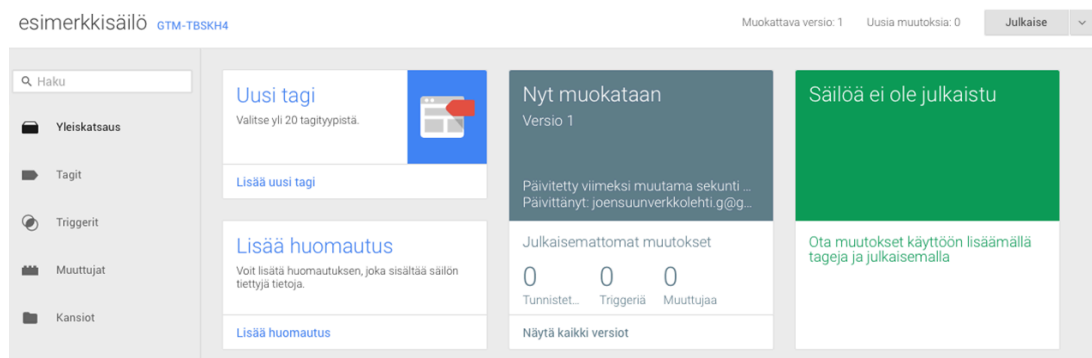 esimerkkisäilö GTM-TBSKH4
Muokattava versio: 1 Uusia muutoksia: 0 Julkaise
Haku
Yleiskatsaus
Tagit
Triggerit
Muuttujat
Kansiot
Uusi tagi
Valitse yli 20 tagityypistä.
Lisää uusi tagi
Lisää huomautus
Voit lisätä huomautuksen, joka sisältää säilön
tiettyjä tietoja.
Lisää huomautus
Nyt muokataan
Versio 1
Päivitetty viimeksi muutama sekunti ...
Päivittänyt: joensuunverkkolehti.g@g...
Julkaisemattomat muutokset
0 0 0
Tunnistet... Triggeriä Muuttujaa
Näytä kaikki versiot
Säilöä ei ole julkaistu
Ota muutokset käyttöön lisäämällä
tageja ja julkaisemalla